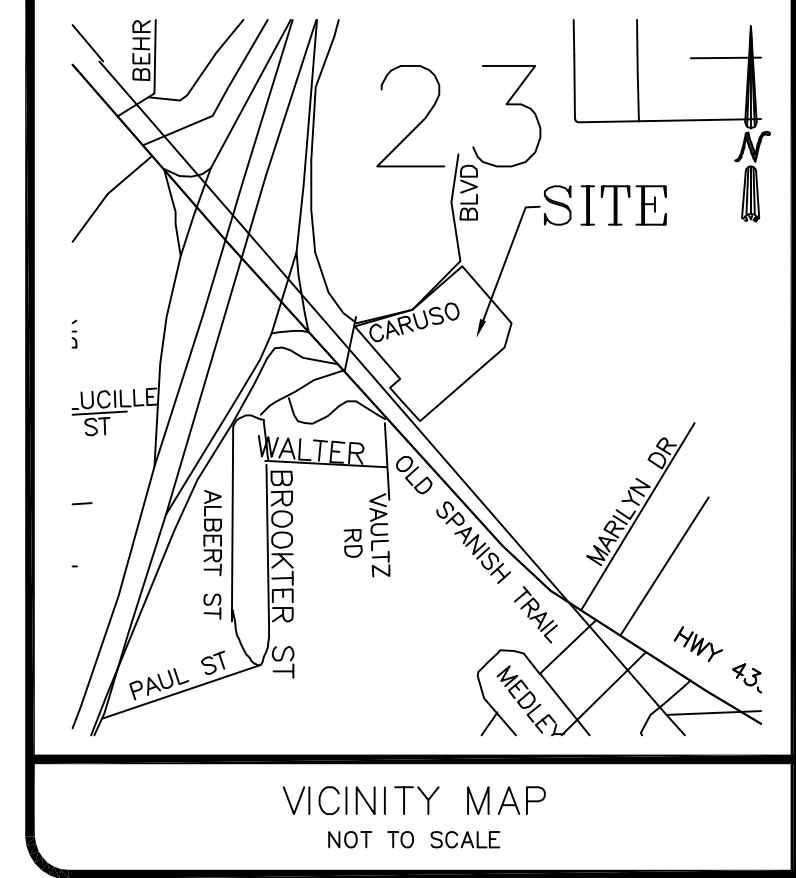 BEHR
23
N
BLVD
SITE
CARUSO
LUCILLE
ST
WALTER
OLD SPANISH TRAIL
MARILYN DR
ALBERT ST
BROOKTER ST
VAULTZ
RD
PAUL ST
MEDLEY
HWY
VICINITY MAP
NOT TO SCALE